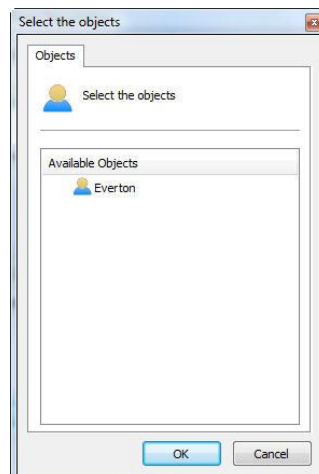 Select the objects
Objects
Select the objects
Available Objects
Everton
OK
Cancel